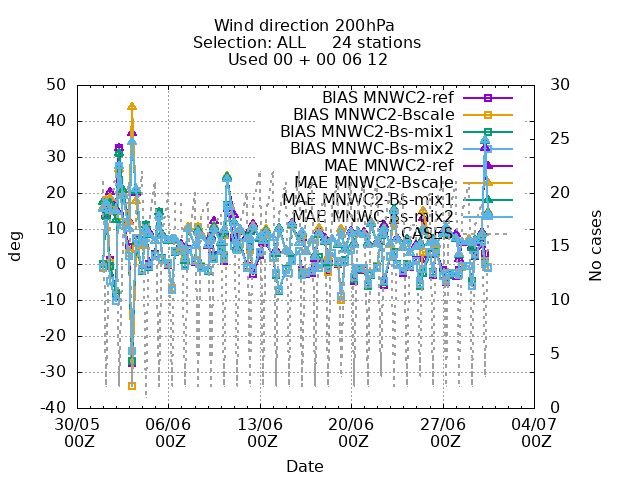 Wind direction 200hPa
Selection: ALL 24 stations
Used 00 + 00 06 12
50
40
30
20
10
0
-10
-20
-30
-40
deg
30
25
20
15
10
5
0
No cases
BIAS MNWC2-ref
BIAS MNWC2-Bscale
BIAS MNWC2-Bs-mix1
BIAS MNWC-Bs-mix2
MAE MNWC2-ref
MAE MNWC2-Bscale
MAE MNWC2-Bs-mix1
MAE MNWC-Bs-mix2
CASES
30/05 06/06 13/06 20/06 27/06 04/07
00Z 00Z 00Z 00Z 00Z 00Z
Date